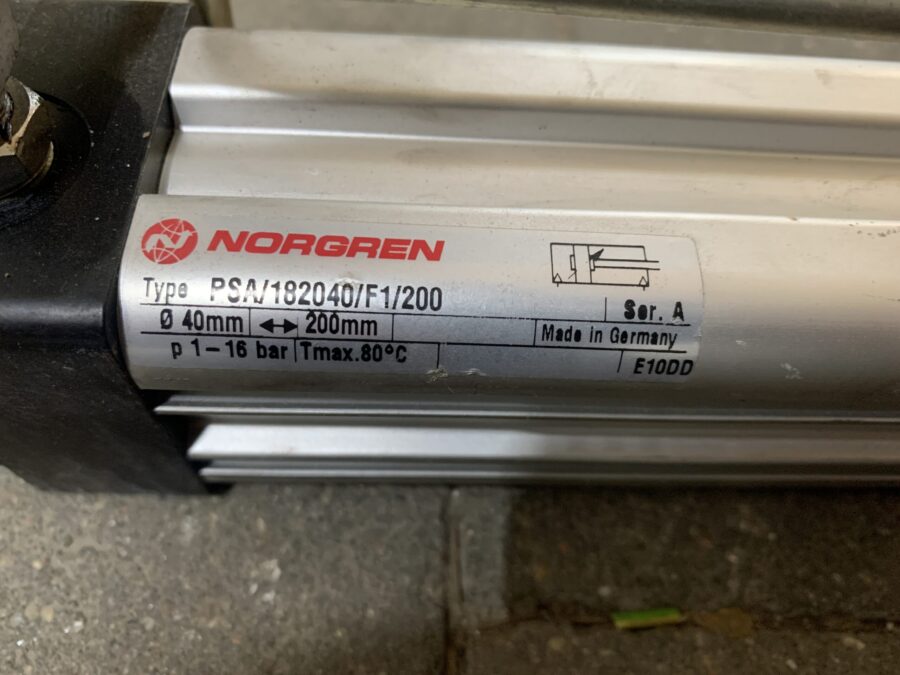 NORGREN
Type PSA/182040/F1/200
Ser. A
Ø 40mm ↔ 200mm
Made in Germany
p 1-16 bar Tmax.80°C
E10DD